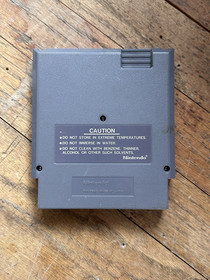 CAUTION
●DO NOT STORE IN EXTREME TEMPERATURES.
●DO NOT IMMERSE IN WATER.
●DO NOT CLEAN WITH BENZENE, THINNER,
ALCOHOL OR OTHER SUCH SOLVENTS.
Nintendo®